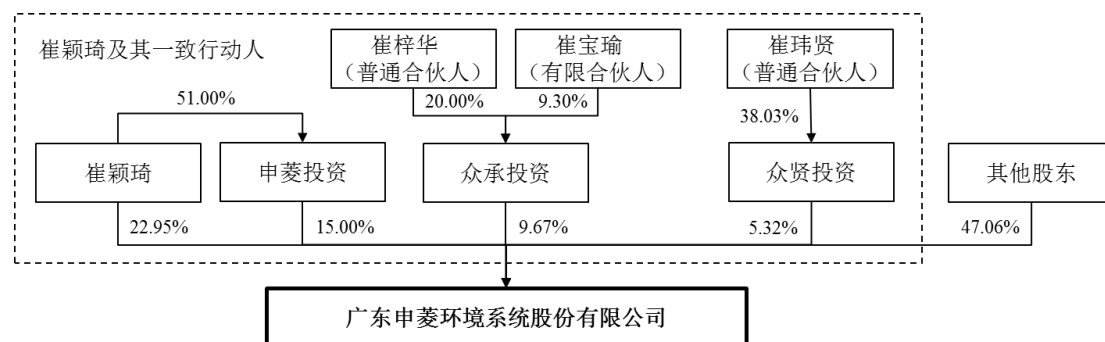 崔颖琦及其一致行动人
崔梓华
（普通合伙人）
崔宝瑜
（有限合伙人）
崔玮贤
（普通合伙人）
51.00%
20.00%
9.30%
38.03%
崔颖琦
申菱投资
众承投资
众贤投资
其他股东
22.95%
15.00%
9.67%
5.32%
47.06%
广东申菱环境系统股份有限公司